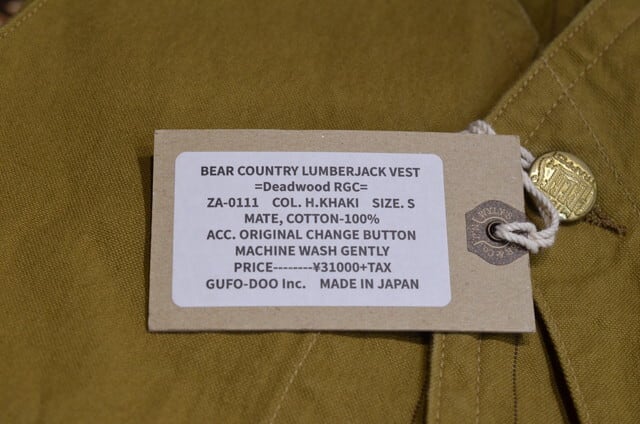 BEAR COUNTRY LUMBERJACK VEST
=Deadwood RGC=
ZA-0111 COL. H.KHAKI SIZE. S
MATE, COTTON-100%
ACC. ORIGINAL CHANGE BUTTON
MACHINE WASH GENTLY
PRICE--------¥31000+TAX
GUFO-DOO Inc. MADE IN JAPAN